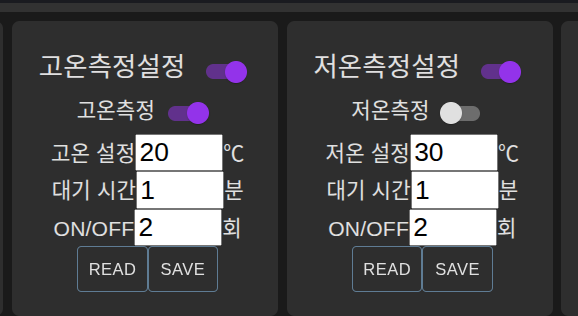 고온측정설정
고온측정
고온 설정 20 ℃
대기 시간 1 분
ON/OFF 2 회
READ SAVE
저온측정설정
저온측정
저온 설정 30 ℃
대기 시간 1 분
ON/OFF 2 회
READ SAVE